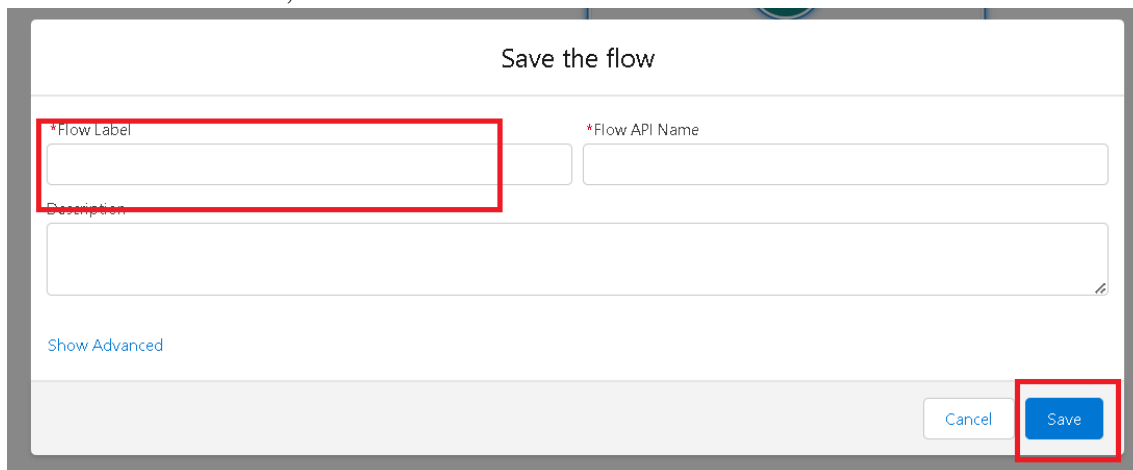 Save the flow
*Flow Label *Flow API Name
Description
Show Advanced
Cancel Save